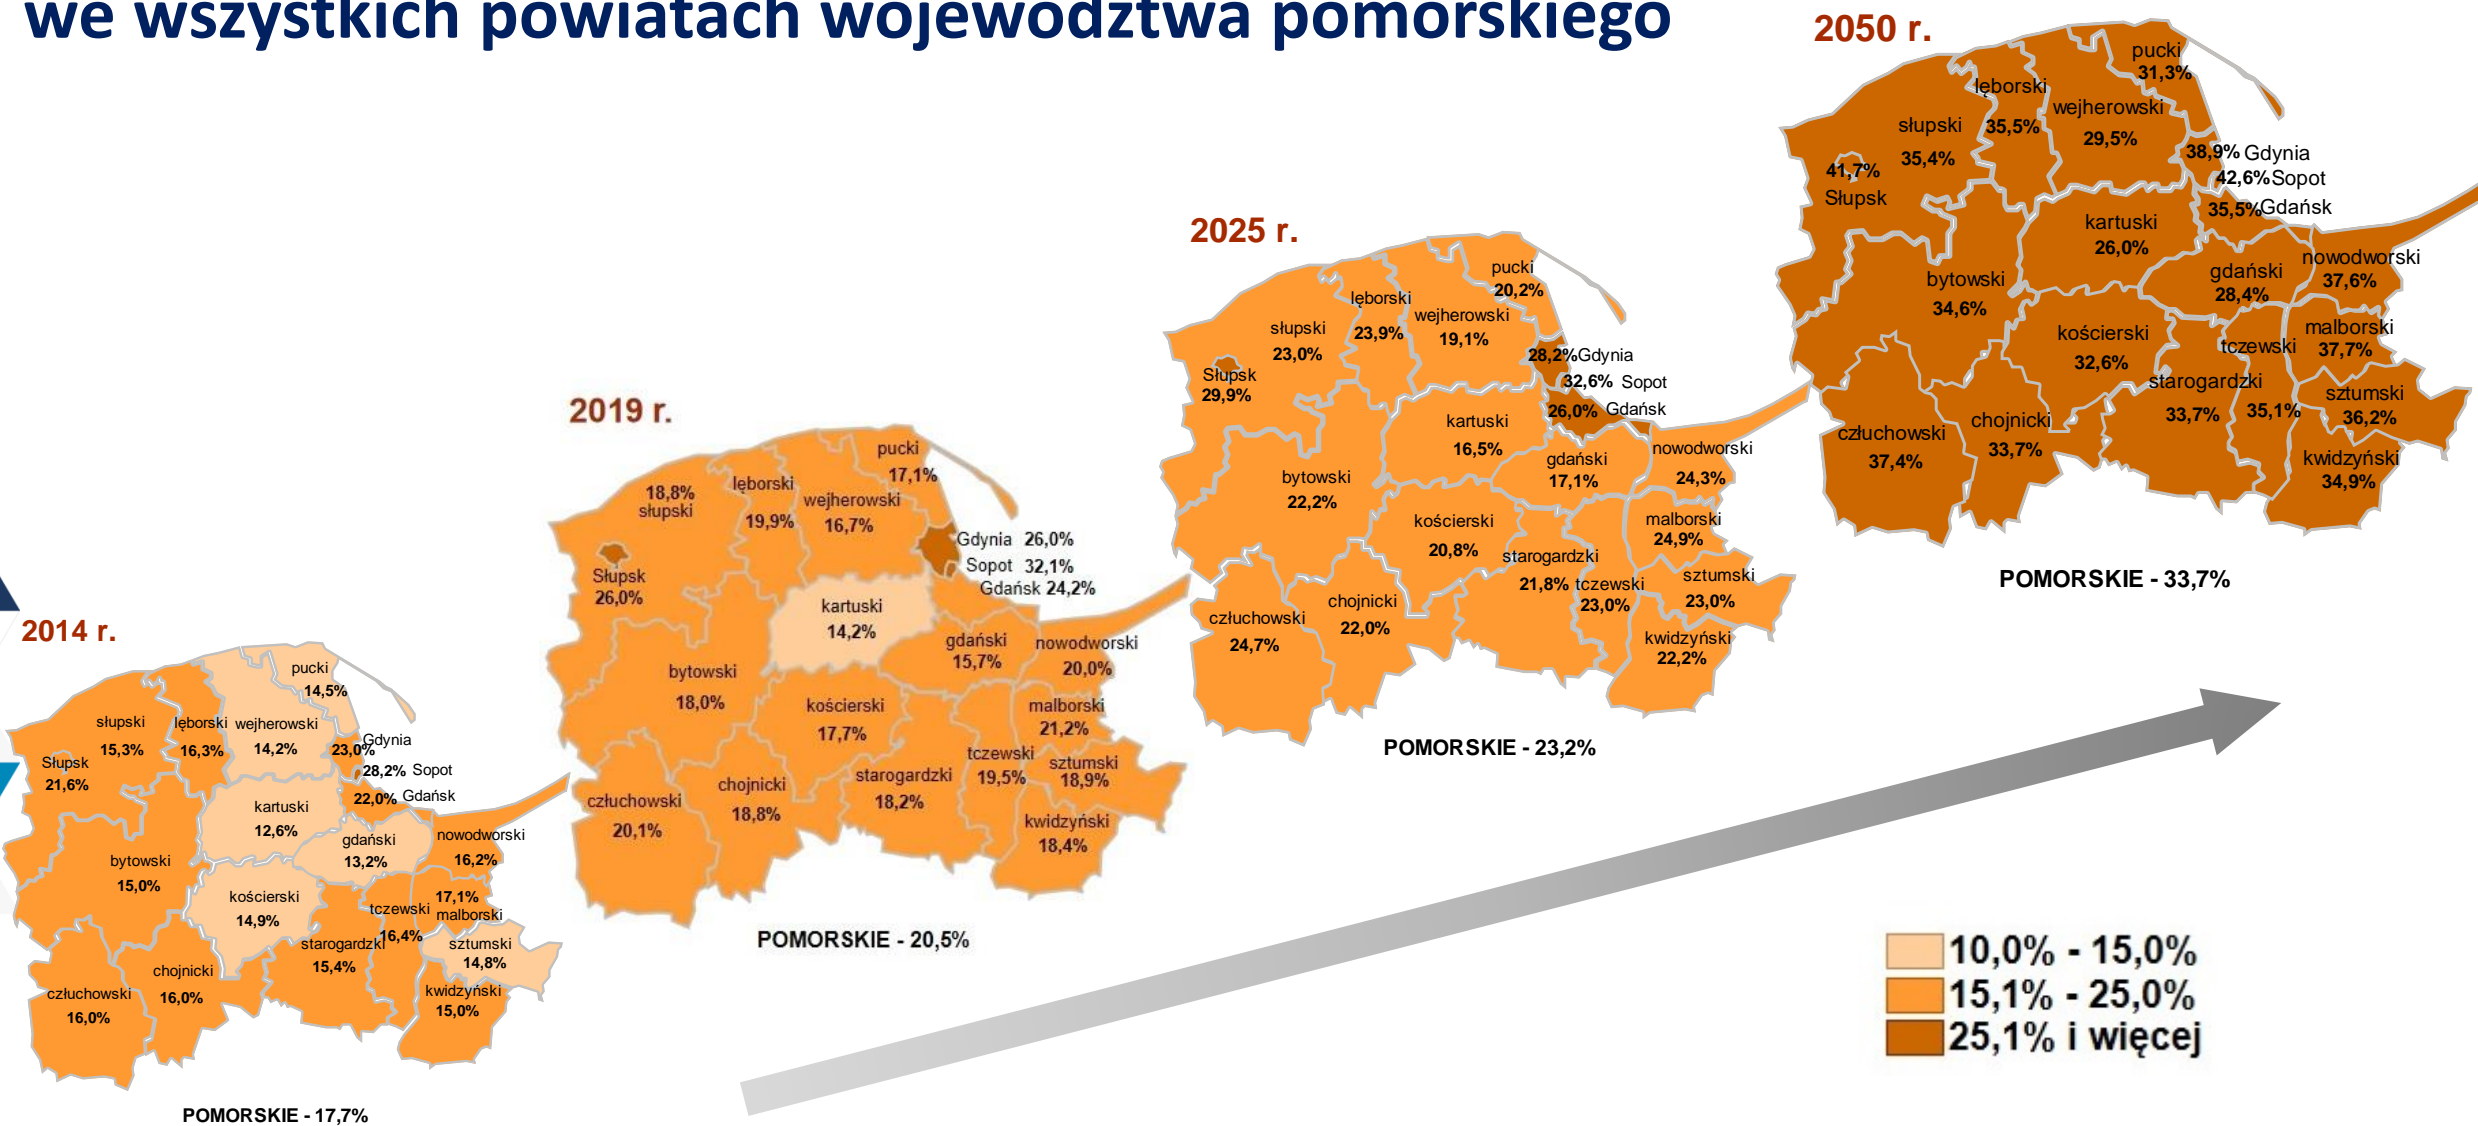 we wszystkich powiatach województwa pomorskiego
2014 r.
pucki
14,5%
słupski
15,3%
lęborski
16,3%
wejherowski
14,2%
Gdynia
23,0%
28,2% Sopot
22,0% Gdańsk
Słupsk
21,6%
kartuski
12,6%
gdański
13,2%
nowodworski
16,2%
bytowski
15,0%
kościerski
14,9%
17,1%
malborski
tczewski
16,4%
starogardzki
15,4%
sztumski
14,8%
chojnicki
16,0%
człuchowski
16,0%
kwidzyński
15,0%
POMORSKIE - 17,7%
2019 r.
pucki
17,1%
18,8%
słupski
lęborski
19,9%
wejherowski
16,7%
Gdynia 26,0%
Sopot 32,1%
Gdańsk 24,2%
Słupsk
26,0%
kartuski
14,2%
gdański
15,7%
nowodworski
20,0%
bytowski
18,0%
kościerski
17,7%
malborski
21,2%
tczewski
19,5%
sztumski
18,9%
starogardzki
18,2%
chojnicki
18,8%
człuchowski
20,1%
kwidzyński
18,4%
POMORSKIE - 20,5%
2025 r.
pucki
20,2%
lęborski
23,9%
wejherowski
19,1%
słupski
23,0%
28,2%Gdynia
32,6% Sopot
26,0% Gdańsk
Słupsk
29,9%
kartuski
16,5%
gdański
17,1%
nowodworski
24,3%
bytowski
22,2%
kościerski
20,8%
malborski
24,9%
starogardzki
21,8%
tczewski
23,0%
sztumski
23,0%
chojnicki
22,0%
człuchowski
24,7%
kwidzyński
22,2%
POMORSKIE - 23,2%
2050 r.
pucki
31,3%
lęborski
35,5%
wejherowski
29,5%
słupski
35,4%
38,9% Gdynia
42,6%Sopot
35,5%Gdańsk
41,7%
Słupsk
kartuski
26,0%
gdański
28,4%
nowodworski
37,6%
bytowski
34,6%
kościerski
32,6%
malborski
37,7%
tczewski
35,1%
starogardzki
33,7%
sztumski
36,2%
chojnicki
33,7%
człuchowski
37,4%
kwidzyński
34,9%
POMORSKIE - 33,7%
10,0% - 15,0%
15,1% - 25,0%
25,1% i więcej